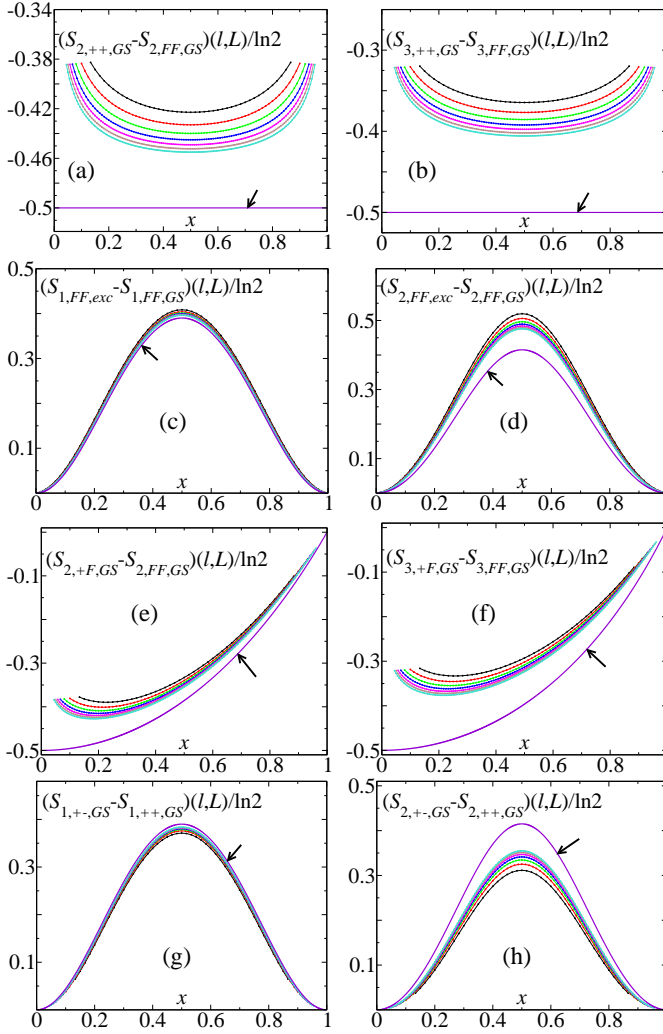 (S2,++,GS-S2,FF,GS)(l,L)/ln2
-0.34
-0.38
-0.42
-0.46
-0.5
(a)
x
0 0.2 0.4 0.6 0.8 1
(S3,++,GS-S3,FF,GS)(l,L)/ln2
-0.3
-0.4
-0.5
(b)
x
0 0.2 0.4 0.6 0.8
(S1,FF,exc-S1,FF,GS)(l,L)/ln2
0.5
0.3
0.1
(c)
x
0 0.2 0.4 0.6 0.8 1
(S2,FF,exc-S2,FF,GS)(l,L)/ln2
0.5
0.3
0.1
(d)
x
0 0.2 0.4 0.6 0.8
(S2,+F,GS-S2,FF,GS)(l,L)/ln2
-0.1
-0.3
-0.5
(e)
x
0 0.2 0.4 0.6 0.8 1
(S3,+F,GS-S3,FF,GS)(l,L)/ln2
-0.1
-0.3
-0.5
(f)
x
0 0.2 0.4 0.6 0.8
(S1,+-,GS-S1,++,GS)(l,L)/ln2
0.3
0.1
(g)
x
0 0.2 0.4 0.6 0.8 1
(S2,+-,GS-S2,++,GS)(l,L)/ln2
0.5
0.3
0.1
(h)
x
0 0.2 0.4 0.6 0.8